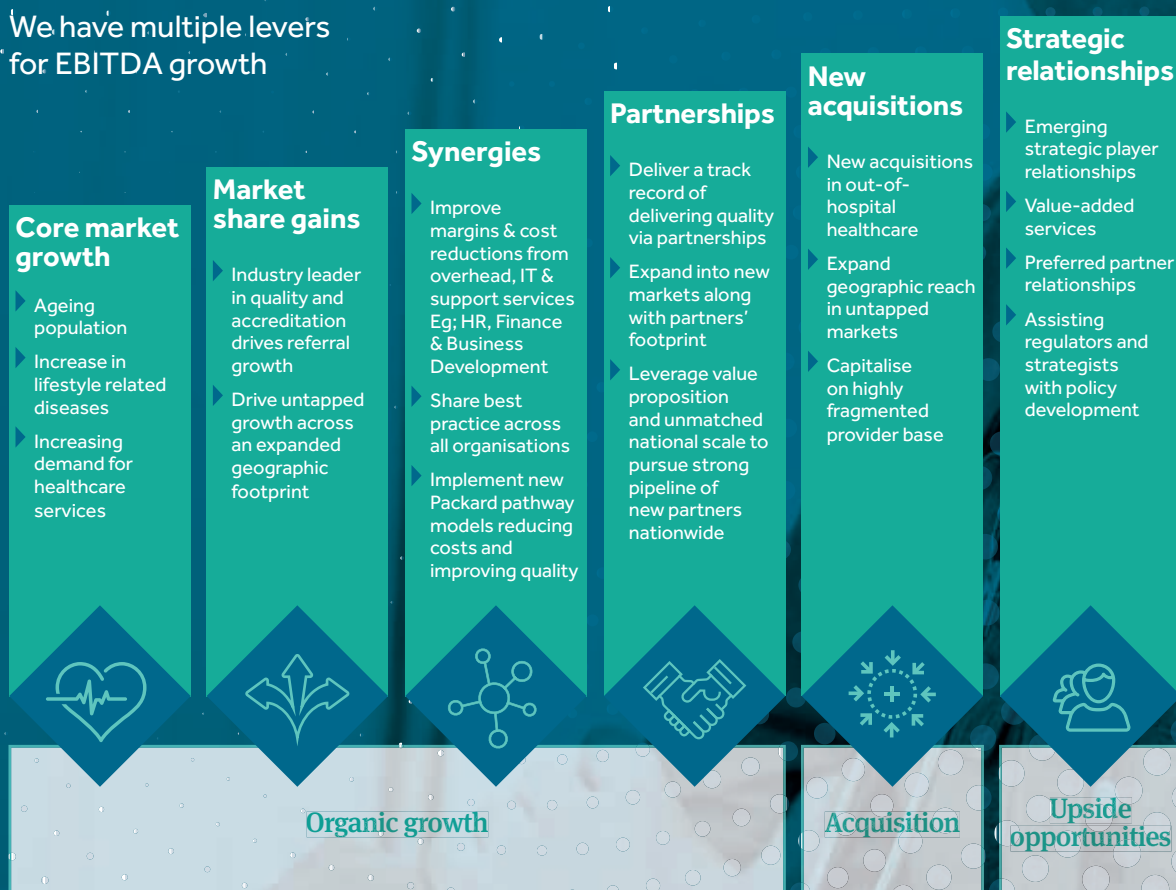 We have multiple levers
for EBITDA growth
Core market
growth
Ageing
population
Increase in
lifestyle related
diseases
Increasing
demand for
healthcare
services
Market
share gains
Industry leader
in quality and
accreditation
drives referral
growth
Drive untapped
growth across
an expanded
geographic
footprint
Synergies
Improve
margins & cost
reductions from
overhead, IT &
support services
Eg; HR, Finance
& Business
Development
Share best
practice across
all organisations
Implement new
Packard pathway
models reducing
costs and
improving quality
Partnerships
Deliver a track
record of
delivering quality
via partnerships
Expand into new
markets along
with partners’
footprint
Leverage value
proposition
and unmatched
national scale to
pursue strong
pipeline of
new partners
nationwide
New
acquisitions
New acquisitions
in out-of-
hospital
healthcare
Expand
geographic reach
in untapped
markets
Capitalise
on highly
fragmented
provider base
Strategic
relationships
Emerging
strategic player
relationships
Value-added
services
Preferred partner
relationships
Assisting
regulators and
strategists
with policy
development
Organic growth
Acquisition
Upside
opportunities